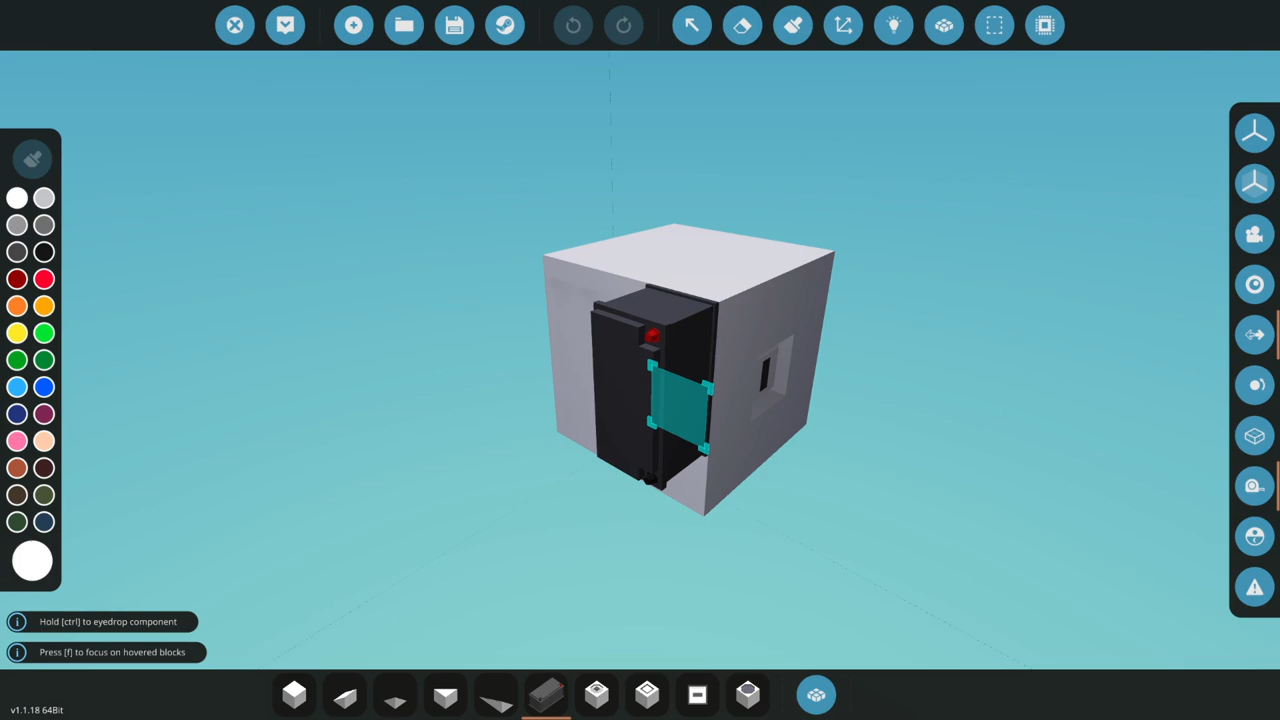 Hold [ctrl] to eyedrop component
Press [f] to focus on hovered blocks
v1.1.18 64Bit